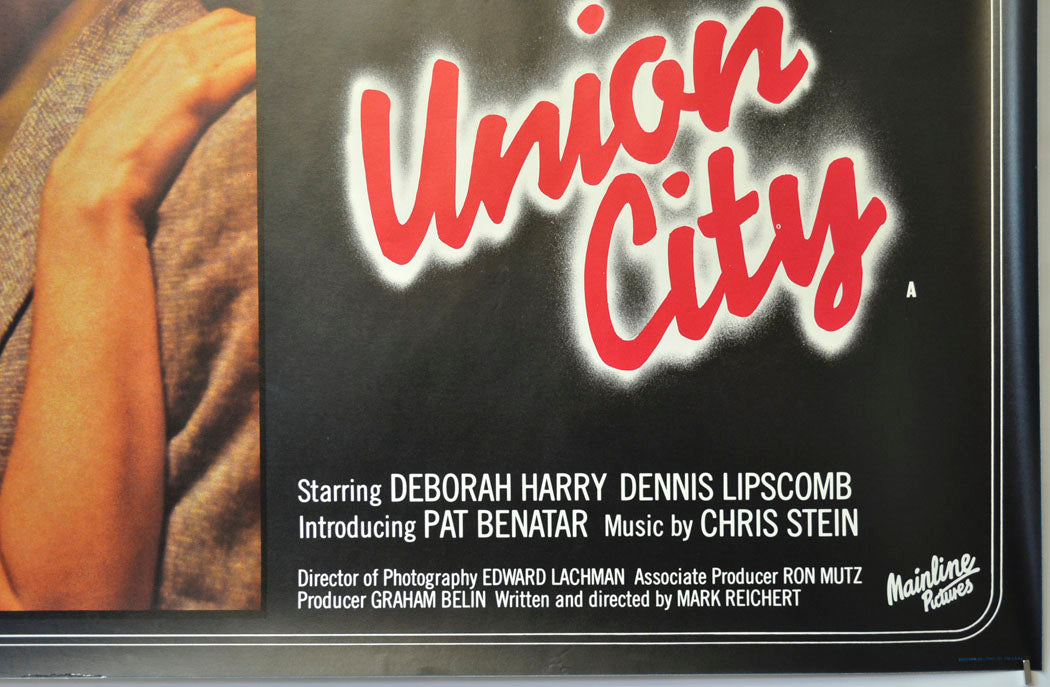 Union
City
A
Starring DEBORAH HARRY DENNIS LIPSCOMB
Introducing PAT BENATAR Music by CHRIS STEIN
Director of Photography EDWARD LACHMAN Associate Producer RON MUTZ
Producer GRAHAM BELIN Written and directed by MARK REICHERT
Mainline
Pictures